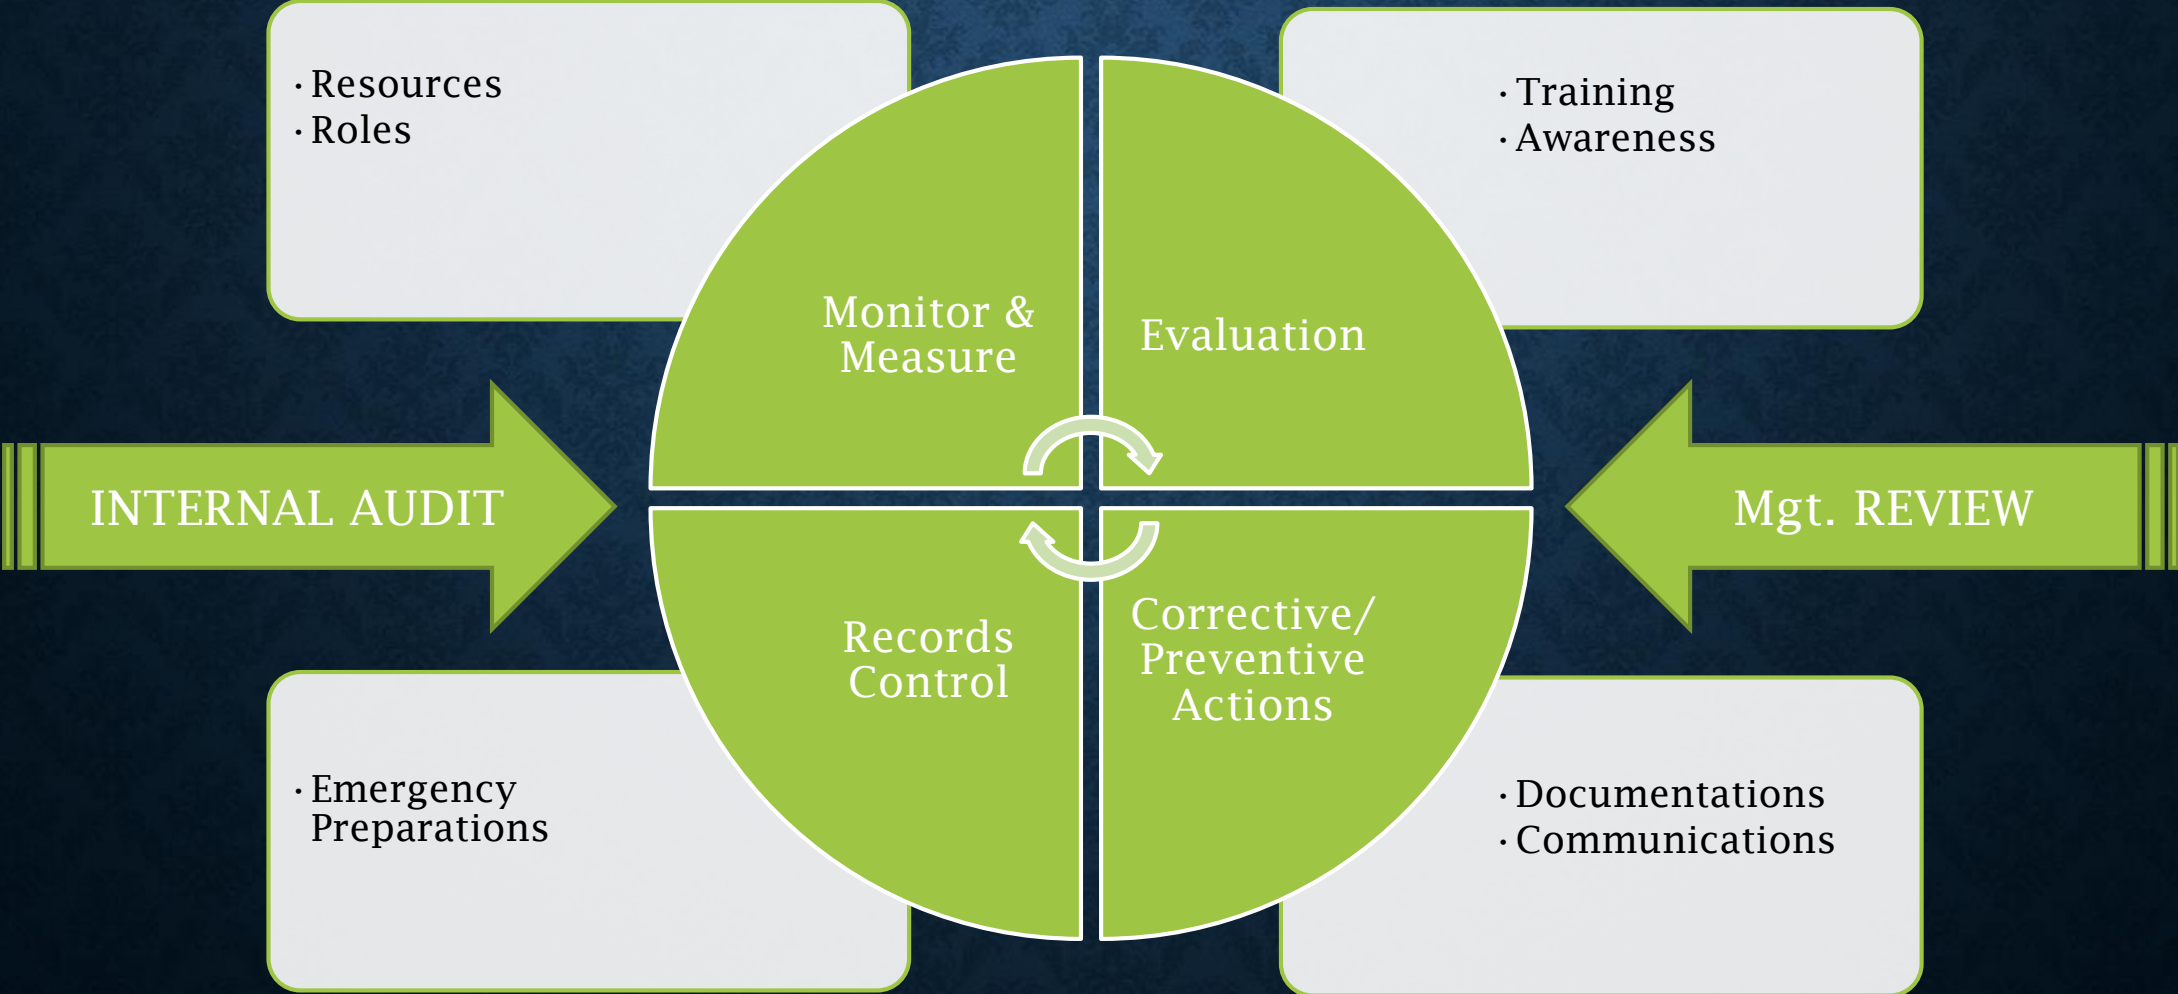 · Resources
· Roles
· Training
· Awareness
Monitor &
Measure
Evaluation
INTERNAL AUDIT
Mgt. REVIEW
Records
Control
Corrective/
Preventive
Actions
· Emergency
Preparations
· Documentations
· Communications